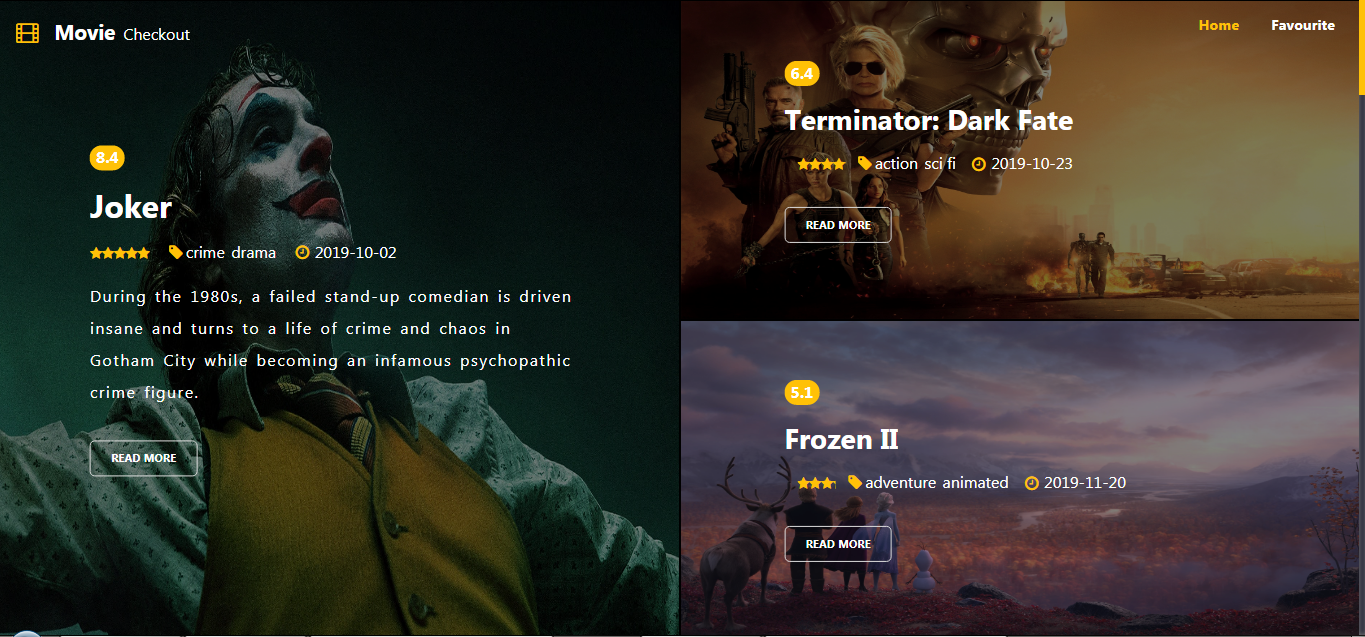 Movie Checkout
Home Favourite
8.4
Joker
crime drama 2019-10-02
During the 1980s, a failed stand-up comedian is driven
insane and turns to a life of crime and chaos in
Gotham City while becoming an infamous psychopathic
crime figure.
READ MORE
6.4
Terminator: Dark Fate
action sci fi 2019-10-23
READ MORE
5.1
Frozen II
adventure animated 2019-11-20
READ MORE